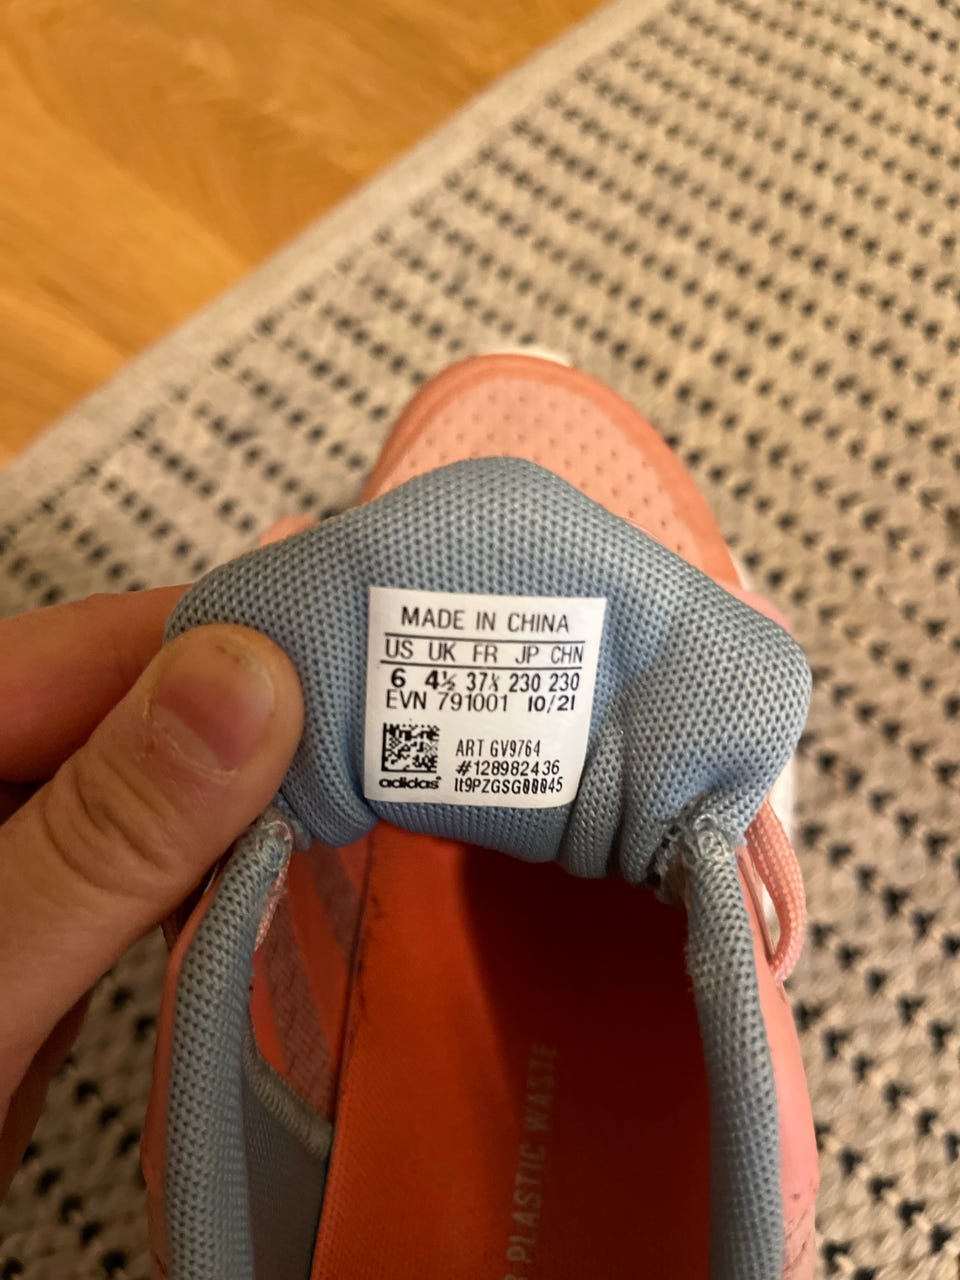 MADE IN CHINA
US UK FR JP CHN
6 4½ 37⅓ 230 230
EVN 791001 10/21
ART GV9764
#128982436
adidas lt9PZGSG00045
PLASTIC WASTE